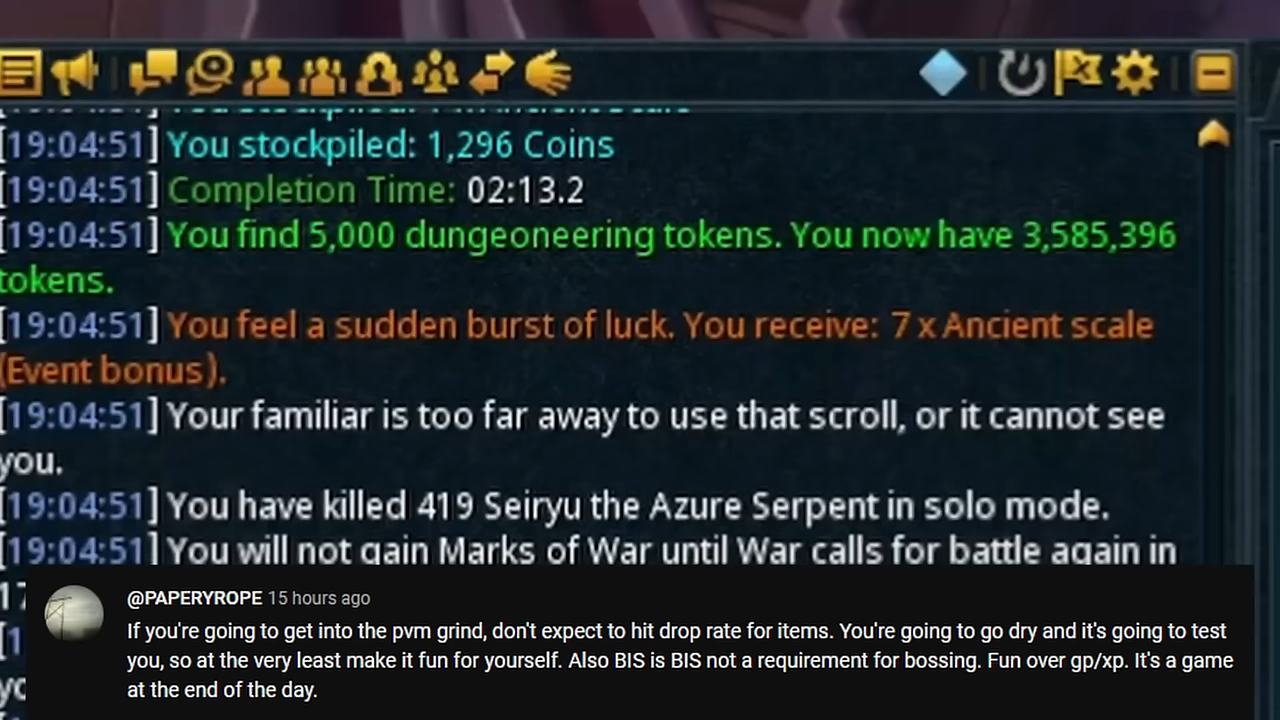 [19:04:51] You stockpiled: 1,296 Coins
[19:04:51] Completion Time: 02:13.2
[19:04:51] You find 5,000 dungeoneering tokens. You now have 3,585,396
tokens.
[19:04:51] You feel a sudden burst of luck. You receive: 7 x Ancient scale
(Event bonus).
[19:04:51] Your familiar is too far away to use that scroll, or it cannot see
you.
[19:04:51] You have killed 419 Seiryu the Azure Serpent in solo mode.
[19:04:51] You will not gain Marks of War until War calls for battle again in
@PAPERYROPE 15 hours ago
If you're going to get into the pvm grind, don't expect to hit drop rate for items. You're going to go dry and it's going to test
you, so at the very least make it fun for yourself. Also BIS is BIS not a requirement for bossing. Fun over gp/xp. It's a game
at the end of the day.